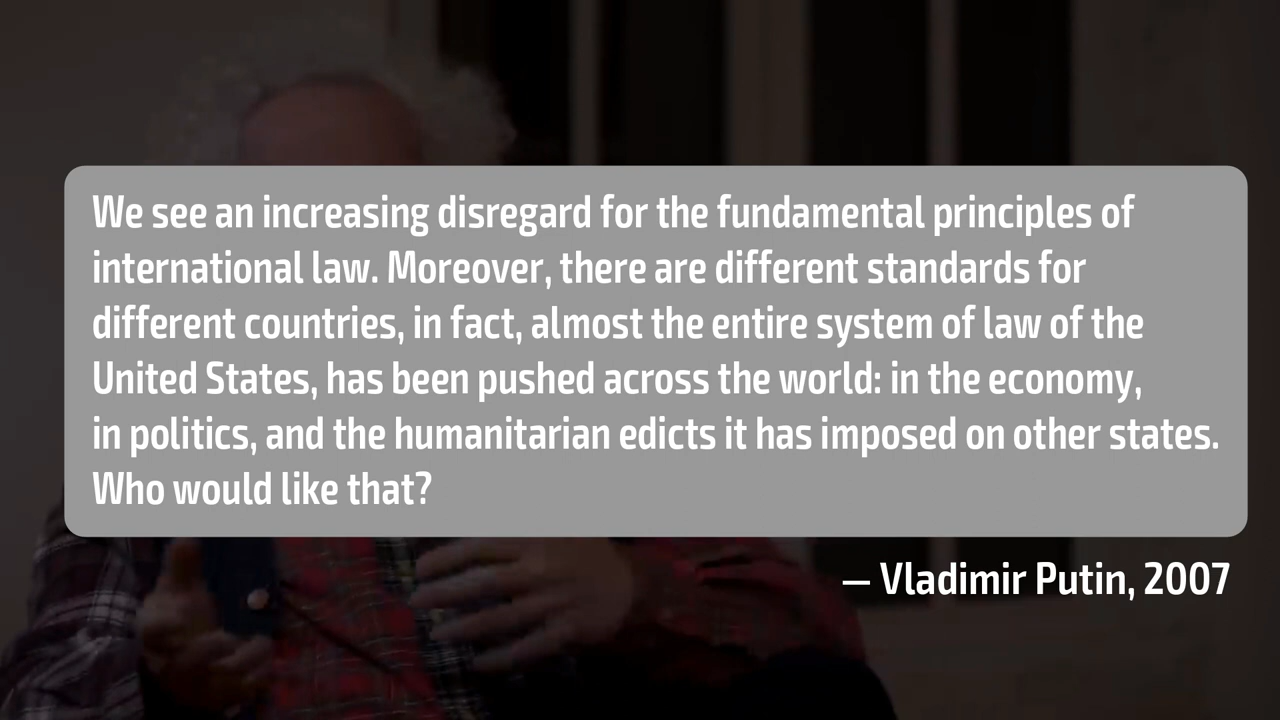 We see an increasing disregard for the fundamental principles of
international law. Moreover, there are different standards for
different countries, in fact, almost the entire system of law of the
United States, has been pushed across the world: in the economy,
in politics, and the humanitarian edicts it has imposed on other states.
Who would like that?
– Vladimir Putin, 2007